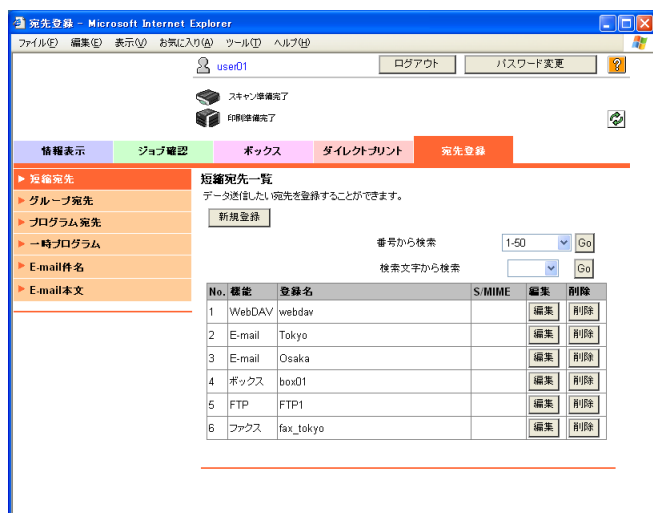 宛先登録 - Microsoft Internet Explorer
ファイル(F) 編集(E) 表示(V) お気に入り(A) ツール(T) ヘルプ(H)
user01 ログアウト パスワード変更 ?
スキャン準備完了
印刷準備完了
情報表示 ジョブ確認 ボックス ダイレクトプリント 宛先登録
短縮宛先
グループ宛先
プログラム宛先
一時プログラム
E-mail件名
E-mail本文
短縮宛先一覧
データ送信したい宛先を登録することができます。
新規登録
番号から検索 1-50 Go
検索文字から検索 Go
No. 機能 登録名 S/MIME 編集 削除
1 WebDAV webdav 編集 削除
2 E-mail Tokyo 編集 削除
3 E-mail Osaka 編集 削除
4 ボックス box01 編集 削除
5 FTP FTP1 編集 削除
6 ファクス fax_tokyo 編集 削除